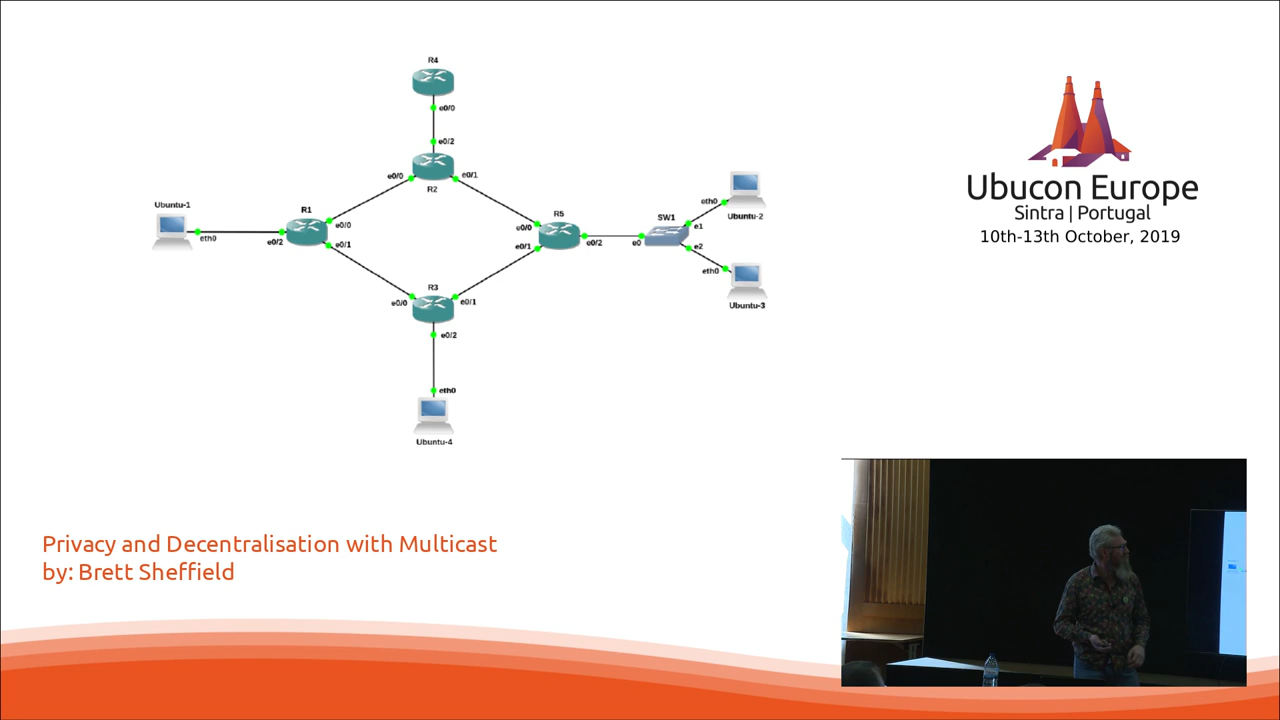 R4
e0/0
e0/2
e0/0
e0/1
R2
Ubuntu-1
eth0
e0/2
R1
e0/0
e0/1
R5
e0/0
e0/1
e0/2
SW1
e0
e1
e2
eth0
Ubuntu-2
eth0
Ubuntu-3
R3
e0/0
e0/1
e0/2
eth0
Ubuntu-4
Ubucon Europe
Sintra | Portugal
10th-13th October, 2019
Privacy and Decentralisation with Multicast
by: Brett Sheffield